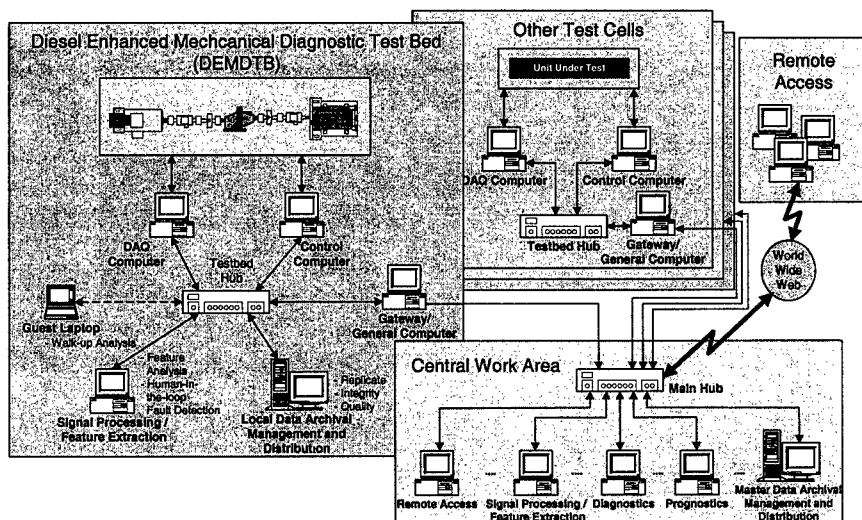 Diesel Enhanced Mechcanical Diagnostic Test Bed
(DEMDTB)
DAQ
Computer
Control
Computer
Testbed
Hub
Guest Laptop
Walk-up Analysis
Gateway/
General Computer
- Feature
Analysis
- Human-in-
the-loop
Fault Detection
Signal Processing /
Feature Extraction
- Replicate
Integrity
Quality
Local Data Archival
Management and
Distribution
Other Test Cells
Unit Under Test
DAQ Computer
Control Computer
Testbed Hub
Gateway/
General Computer
Remote
Access
World
Wide
Web
Central Work Area
Main Hub
Remote Access
Signal Processing /
Feature Extraction
Diagnostics
Prognostics
Master Data Archival
Management and
Distribution